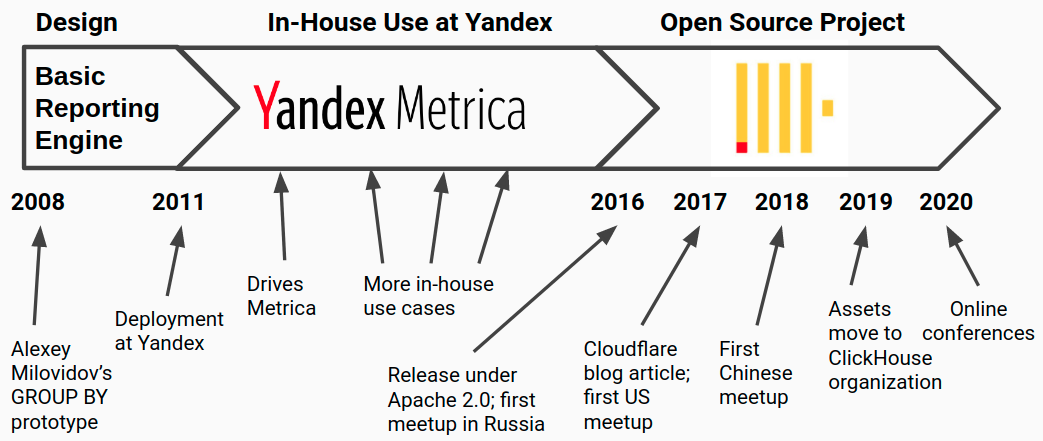 Design
In-House Use at Yandex
Open Source Project
Basic
Reporting
Engine
Yandex Metrica
2008
2011
2016
2017
2018
2019
2020
Alexey
Milovidov’s
GROUP BY
prototype
Deployment
at Yandex
Drives
Metrica
More in-house
use cases
Release under
Apache 2.0; first
meetup in Russia
Cloudflare
blog article;
first US
meetup
First
Chinese
meetup
Assets
move to
ClickHouse
organization
Online
conferences